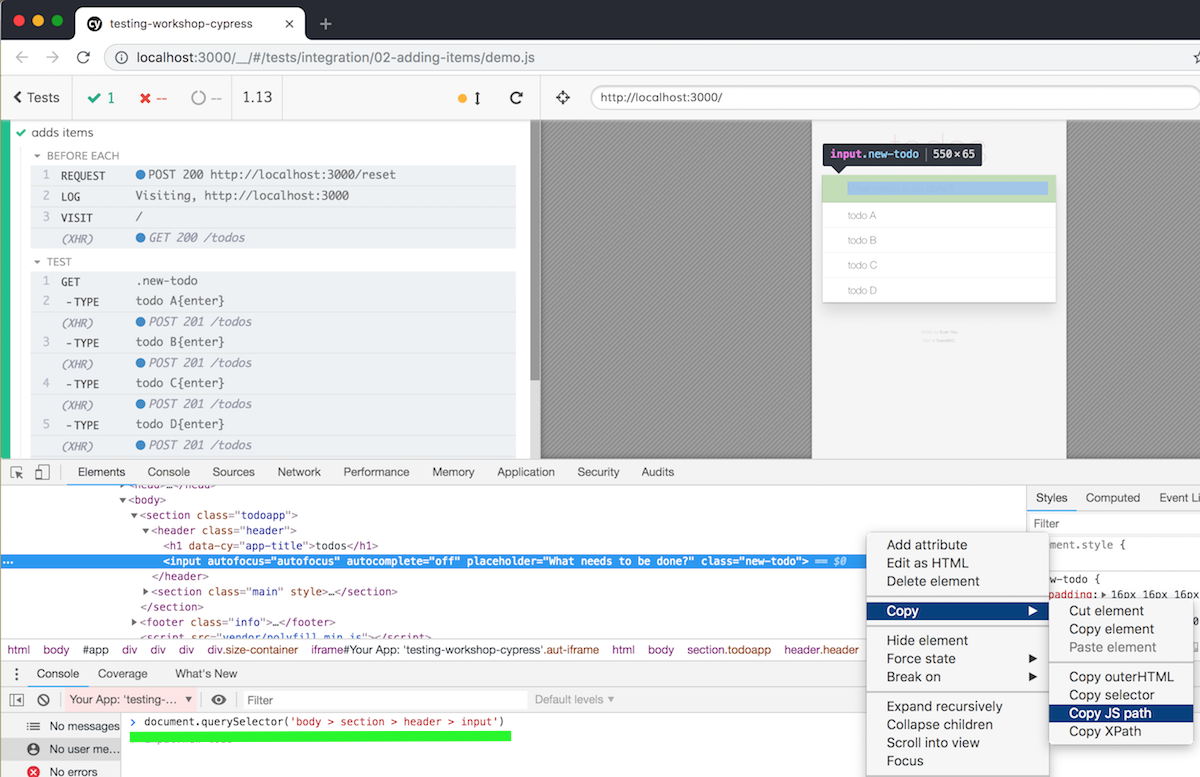 testing-workshop-cypress
localhost:3000/__/#/tests/integration/02-adding-items/demo.js
Tests 1 -- -- 1.13 http://localhost:3000/
adds items
BEFORE EACH
1 REQUEST POST 200 http://localhost:3000/reset
2 LOG Visiting, http://localhost:3000
3 VISIT /
(XHR) GET 200 /todos
TEST
1 GET .new-todo
2 -TYPE todo A{enter}
(XHR) POST 201 /todos
3 -TYPE todo B{enter}
(XHR) POST 201 /todos
4 -TYPE todo C{enter}
(XHR) POST 201 /todos
5 -TYPE todo D{enter}
(XHR) POST 201 /todos
input.new-todo | 550×65
todo A
todo B
todo C
todo D
Elements Console Sources Network Performance Memory Application Security Audits
<head>…</head>
<body>
<section class="todoapp">
<header class="header">
<h1 data-cy="app-title">todos</h1>
<input autofocus="autofocus" autocomplete="off" placeholder="What needs to be done?" class="new-todo"> == $0
</header>
<section class="main" style>…</section>
</section>
<footer class="info">…</footer>
<script src="vendor/polyfill.min.js"></script>
html body #app div div div div.size-container iframe#Your App: 'testing-workshop-cypress'.aut-iframe html body section.todoapp header.header
Styles Computed Event Li
Filter
ment.style {
w-todo {
padding: 16px 16px 16px
Add attribute
Edit as HTML
Delete element
Copy
Hide element
Force state
Break on
Expand recursively
Collapse children
Scroll into view
Focus
Cut element
Copy element
Paste element
Copy outerHTML
Copy selector
Copy JS path
Copy XPath
Console Coverage What's New
Your App: 'testing-… Filter Default levels
No messages
No user me…
No errors
> document.querySelector('body > section > header > input')